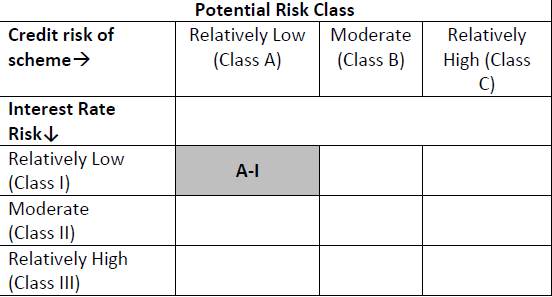 Potential Risk Class
Credit risk of scheme→ Relatively Low (Class A) Moderate (Class B) Relatively High (Class C)
Interest Rate Risk↓
Relatively Low (Class I) A-I
Moderate (Class II)
Relatively High (Class III)